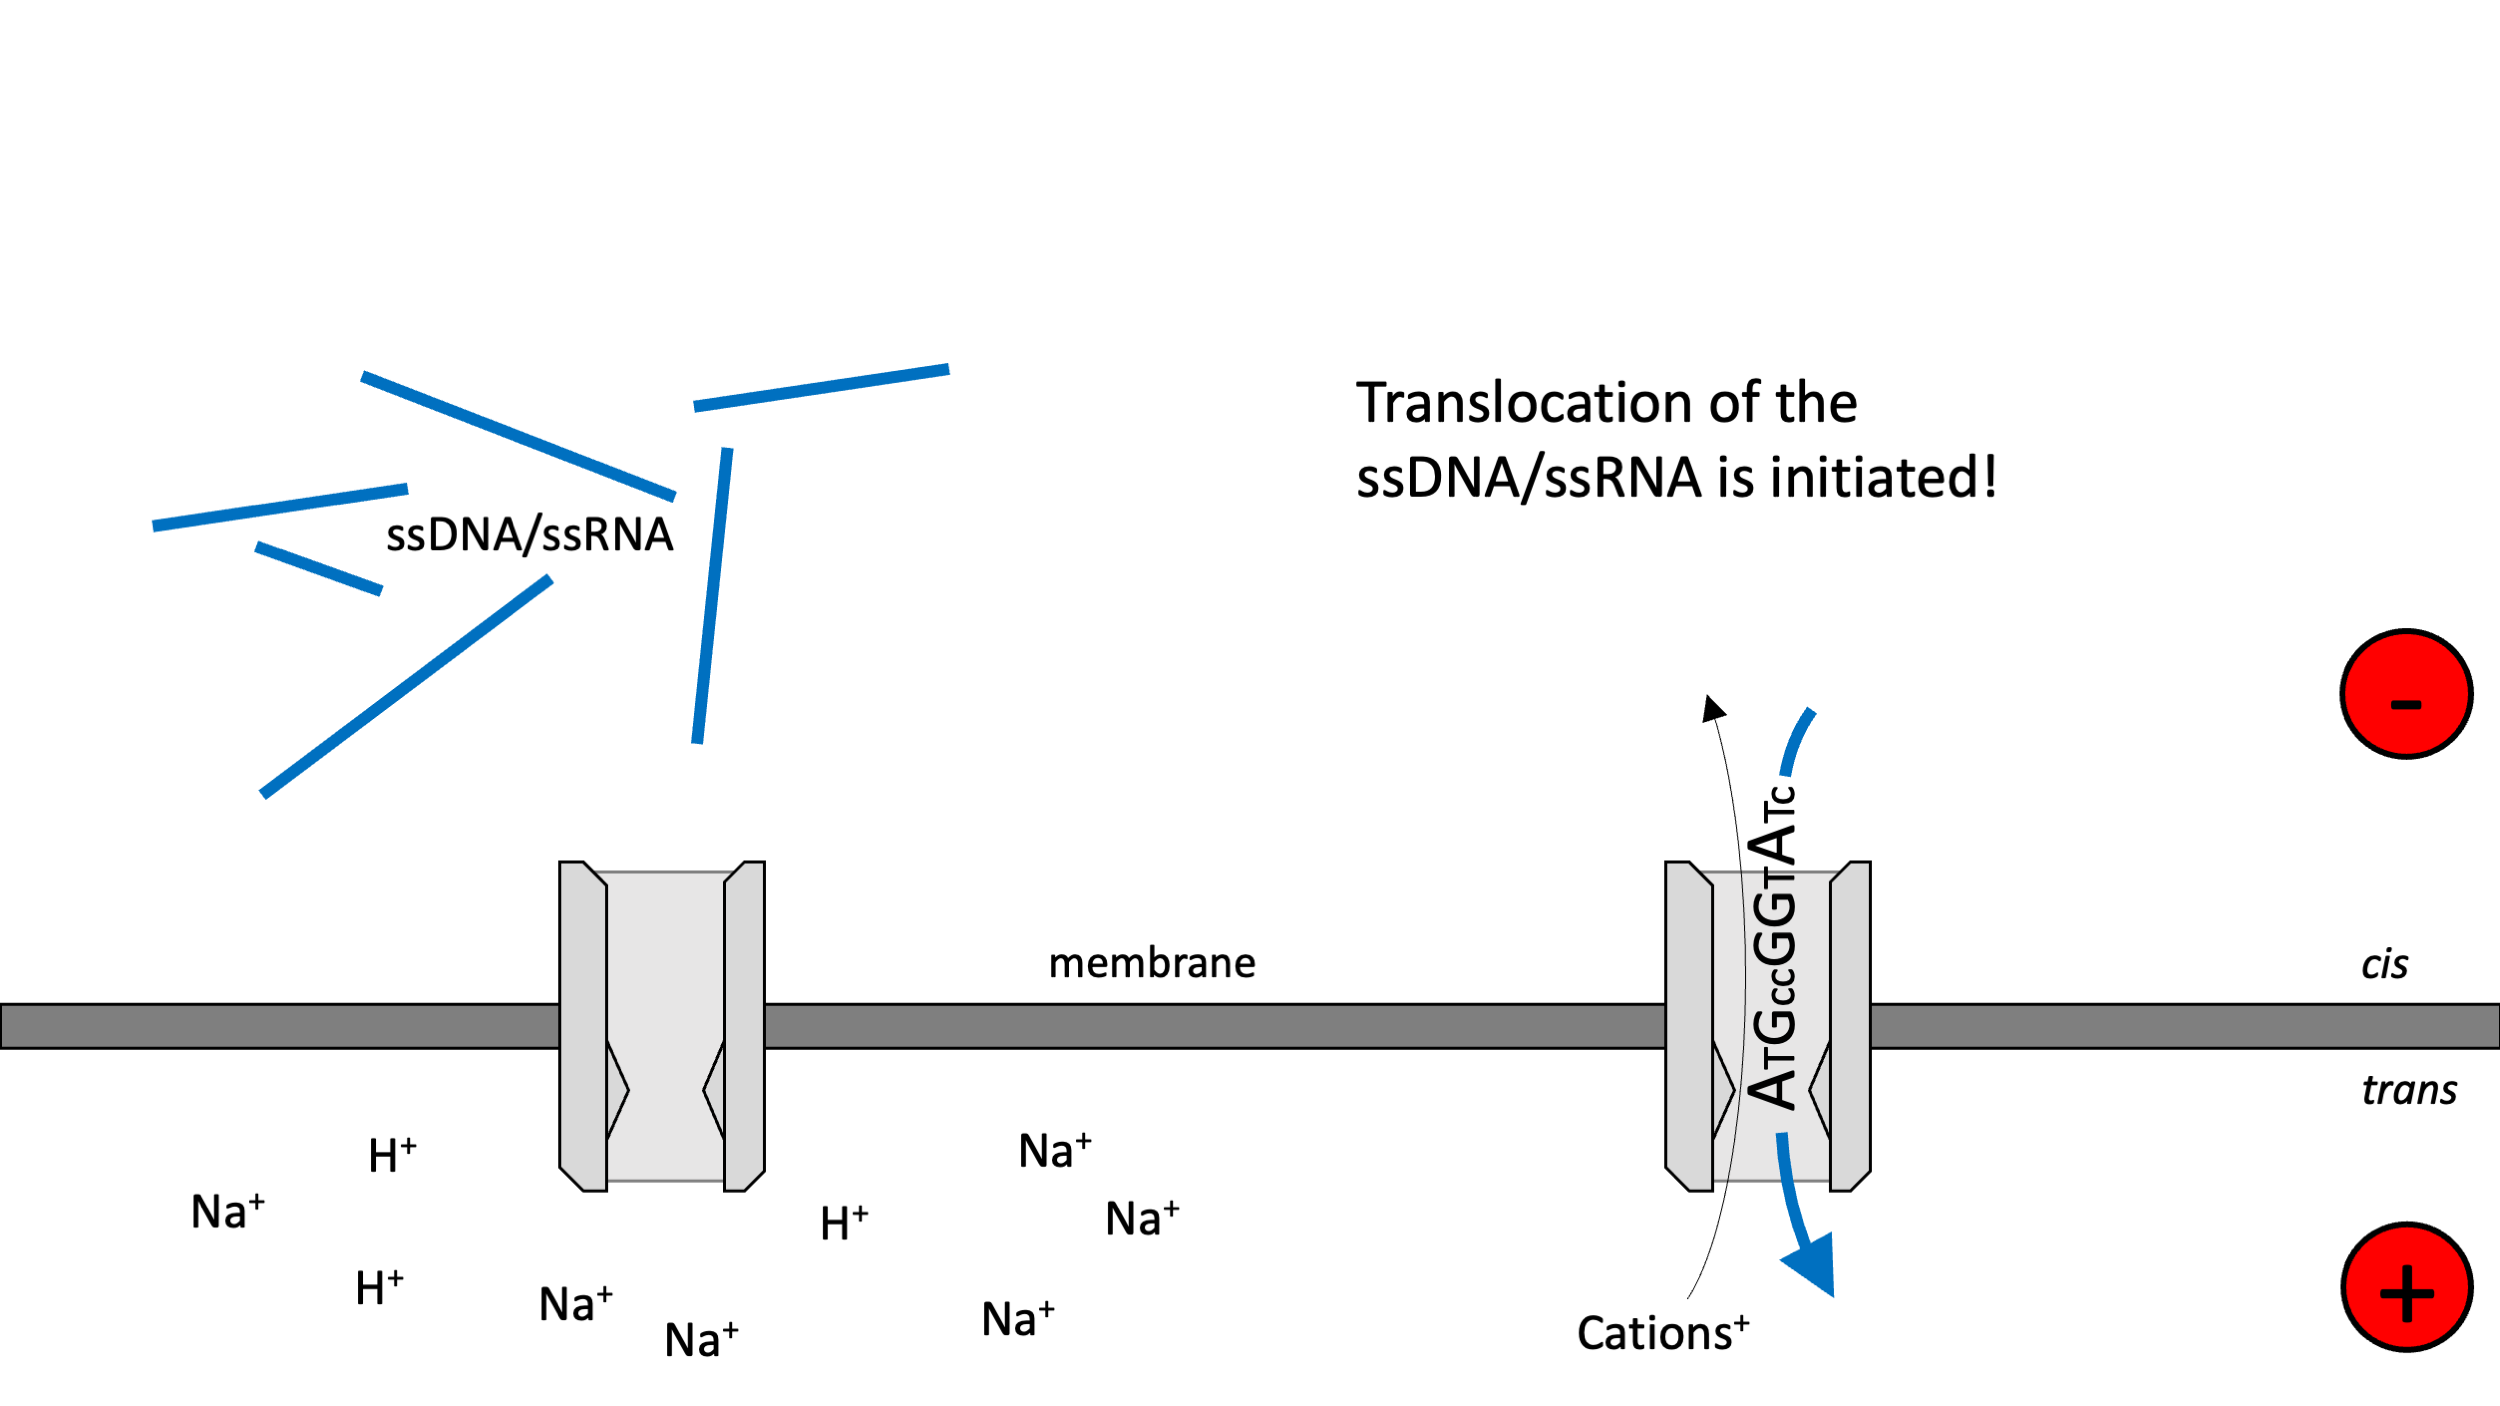 Translocation of the
ssDNA/ssRNA is initiated!
ssDNA/ssRNA
-
ATGccGGTATc
membrane
cis
trans
H⁺
Na⁺
Na⁺
H⁺
Na⁺
H⁺
Na⁺
Na⁺
Na⁺
Cations⁺
+